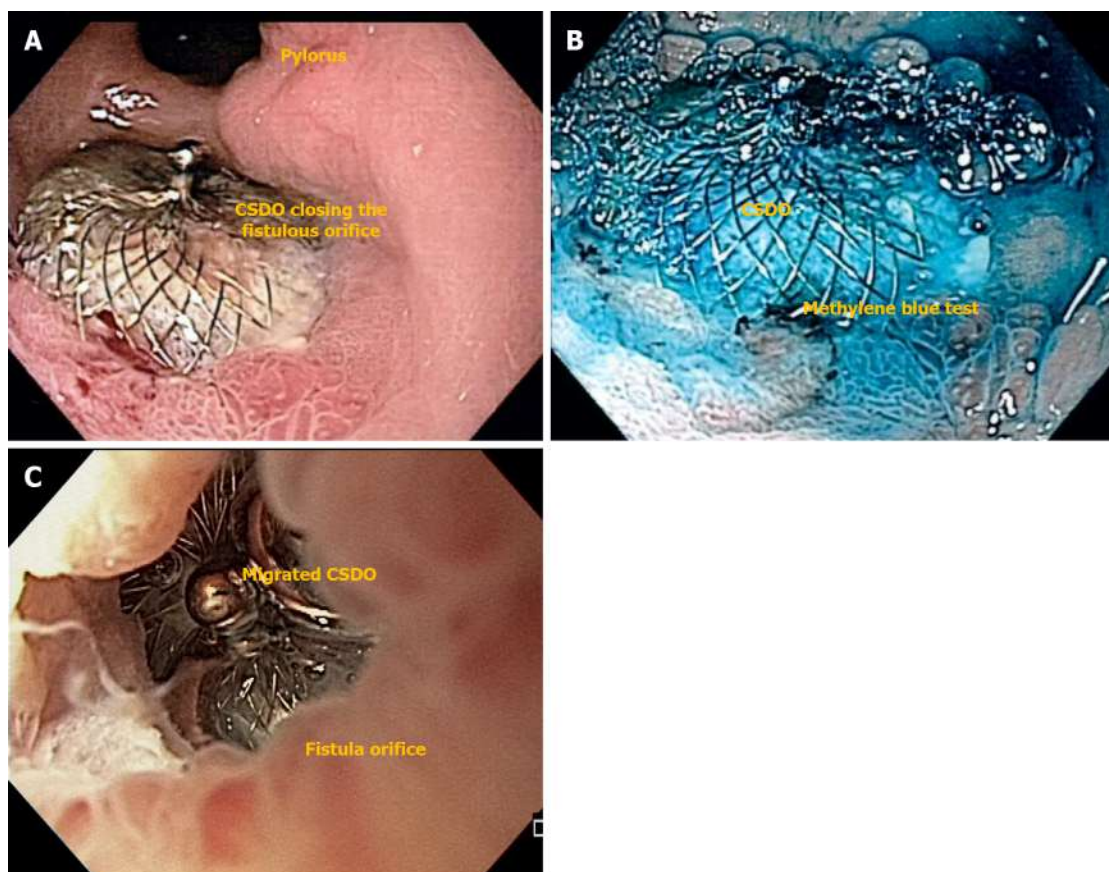 A
Pylorus
CSDO closing the
fistulous orifice
B
CSDO
Methylene blue test
C
Migrated CSDO
Fistula orifice